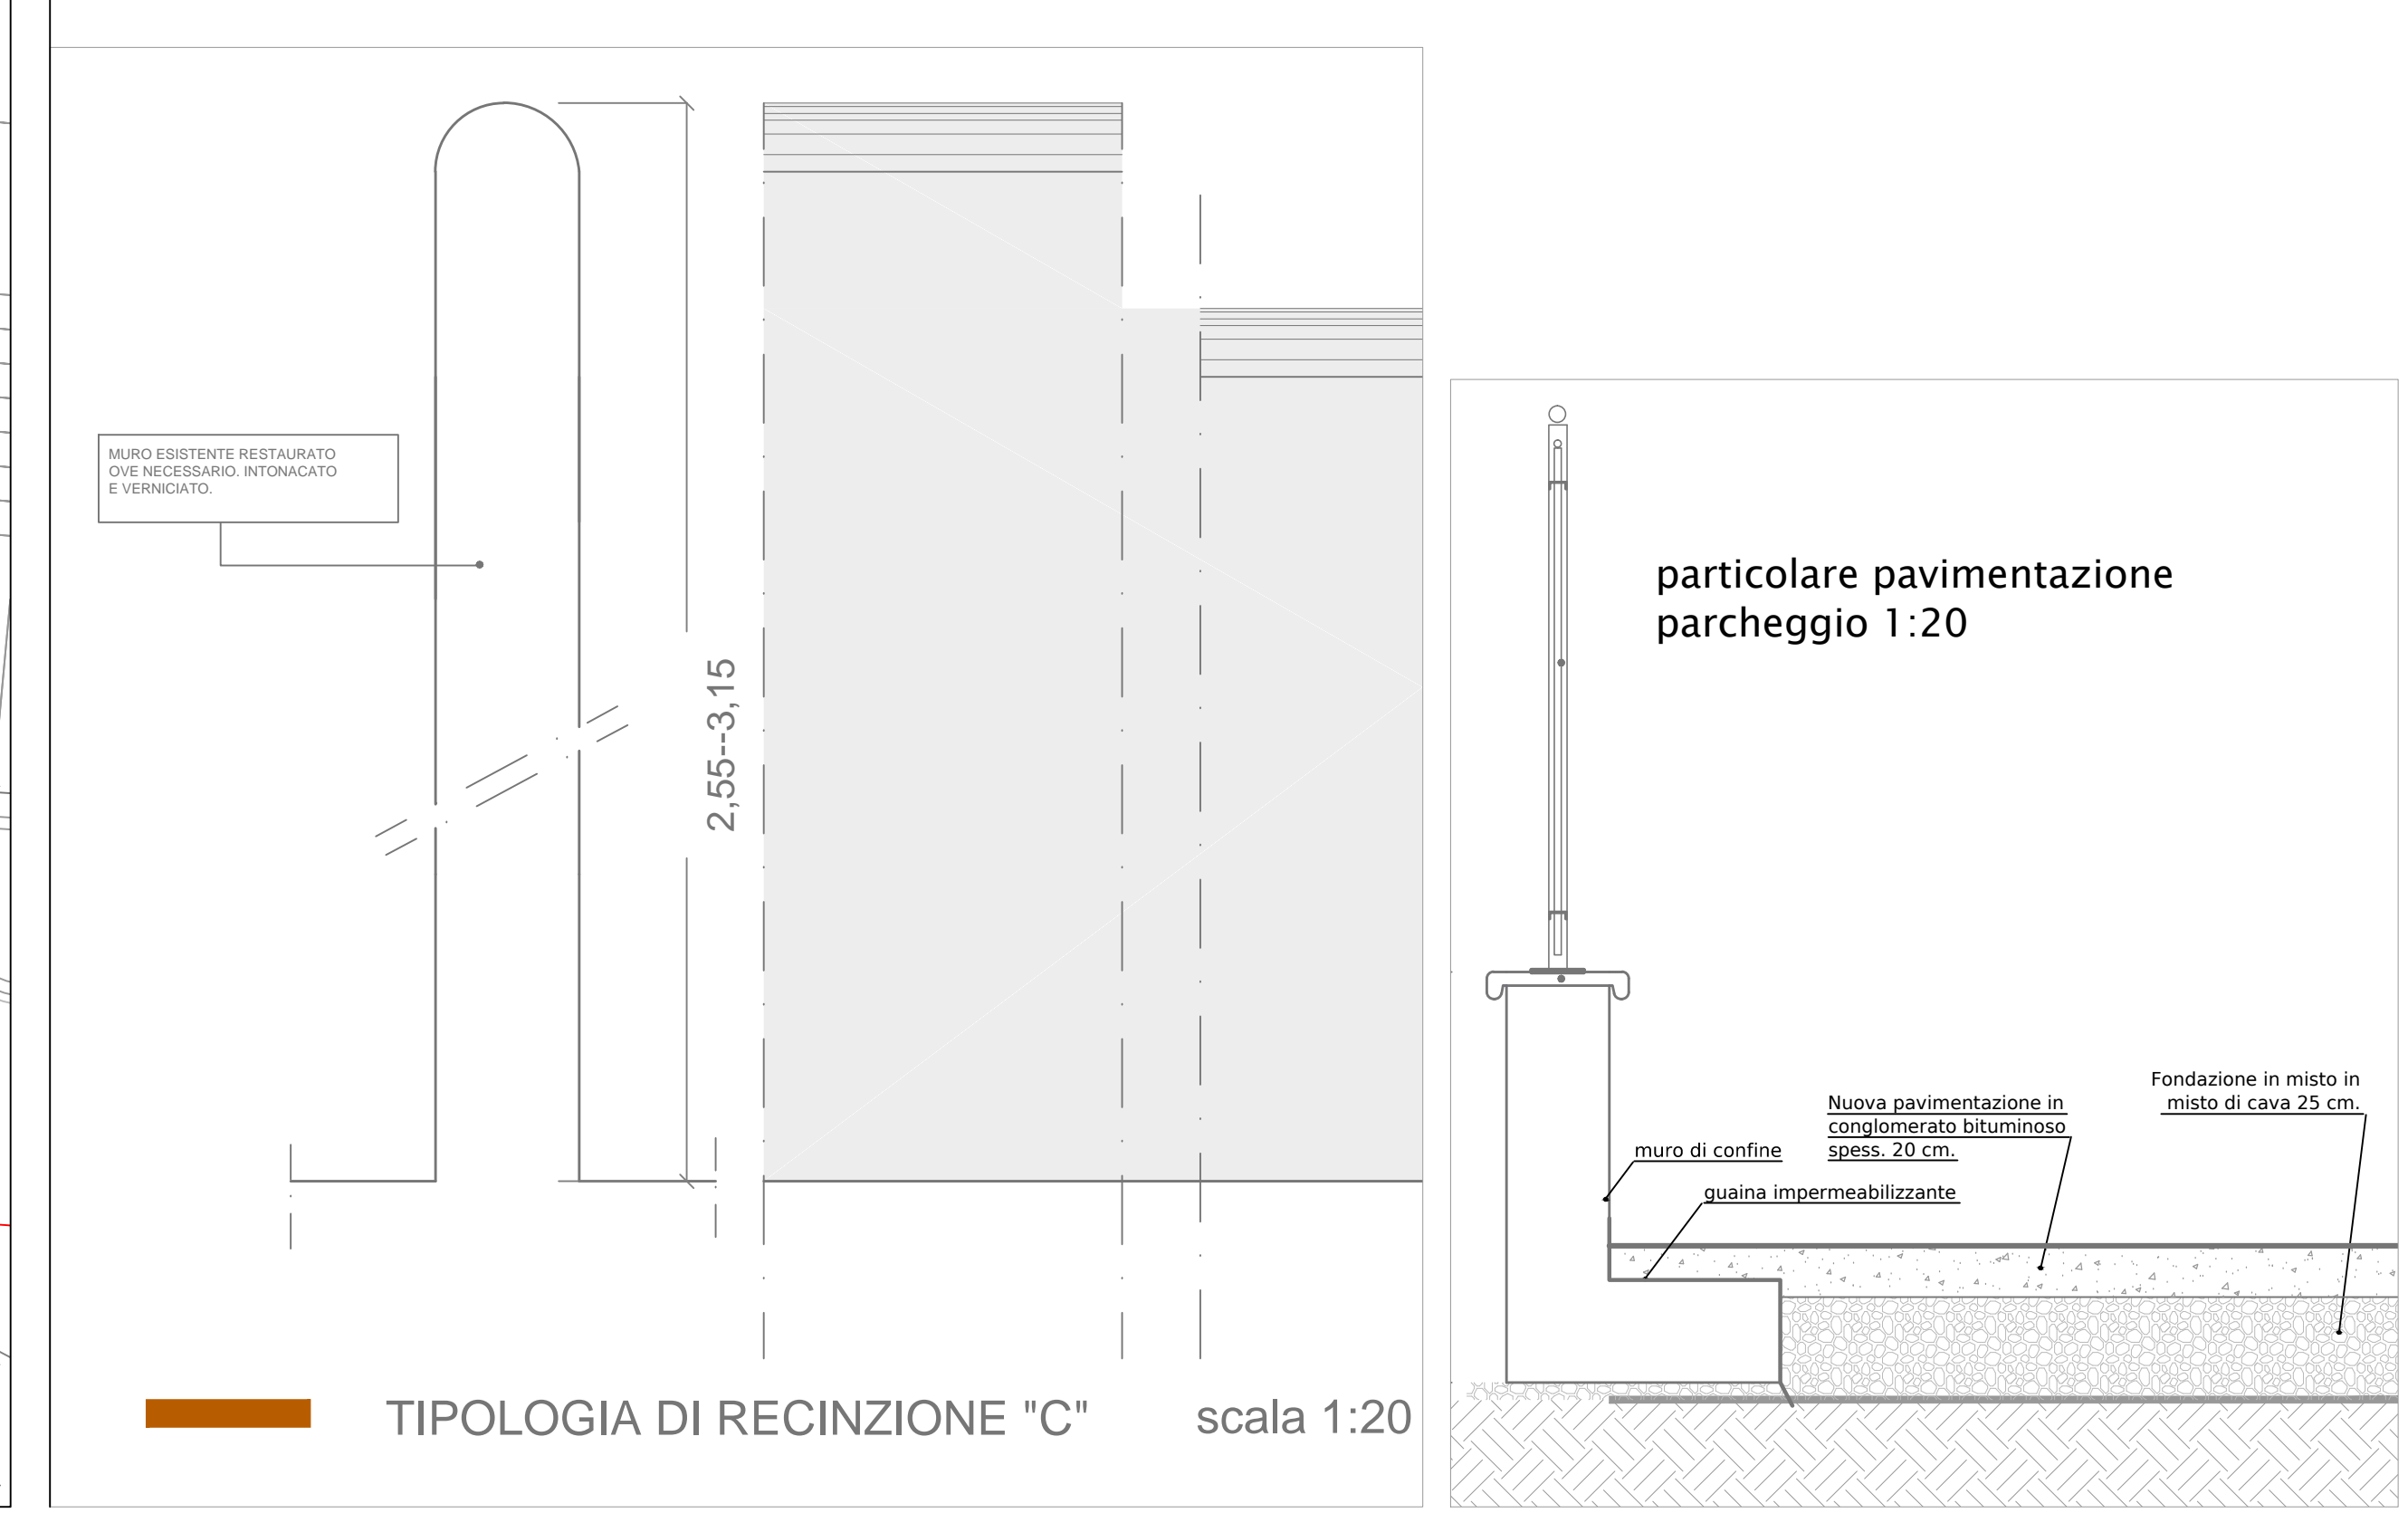 MURO ESISTENTE RESTAURATO
OVE NECESSARIO. INTONACATO
E VERNICIATO.
2,55--3,15
TIPOLOGIA DI RECINZIONE "C"
scala 1:20
particolare pavimentazione
parcheggio 1:20
Fondazione in misto in
misto di cava 25 cm.
Nuova pavimentazione in
conglomerato bituminoso
spess. 20 cm.
muro di confine
guaina impermeabilizzante